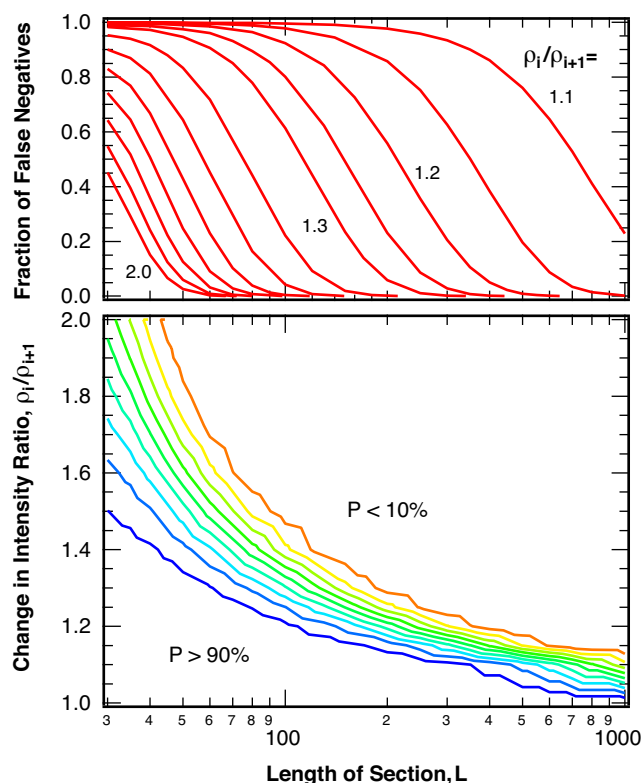 Fraction of False Negatives
1.0
0.8
0.6
0.4
0.2
0.0
ρi/ρi+1=
1.1
1.2
1.3
2.0
Change in Intensity Ratio, ρi/ρi+1
2.0
1.8
1.6
1.4
1.2
1.0
P < 10%
P > 90%
3 4 5 6 7 8 9 100 2 3 4 5 6 7 8 9 1000
Length of Section, L